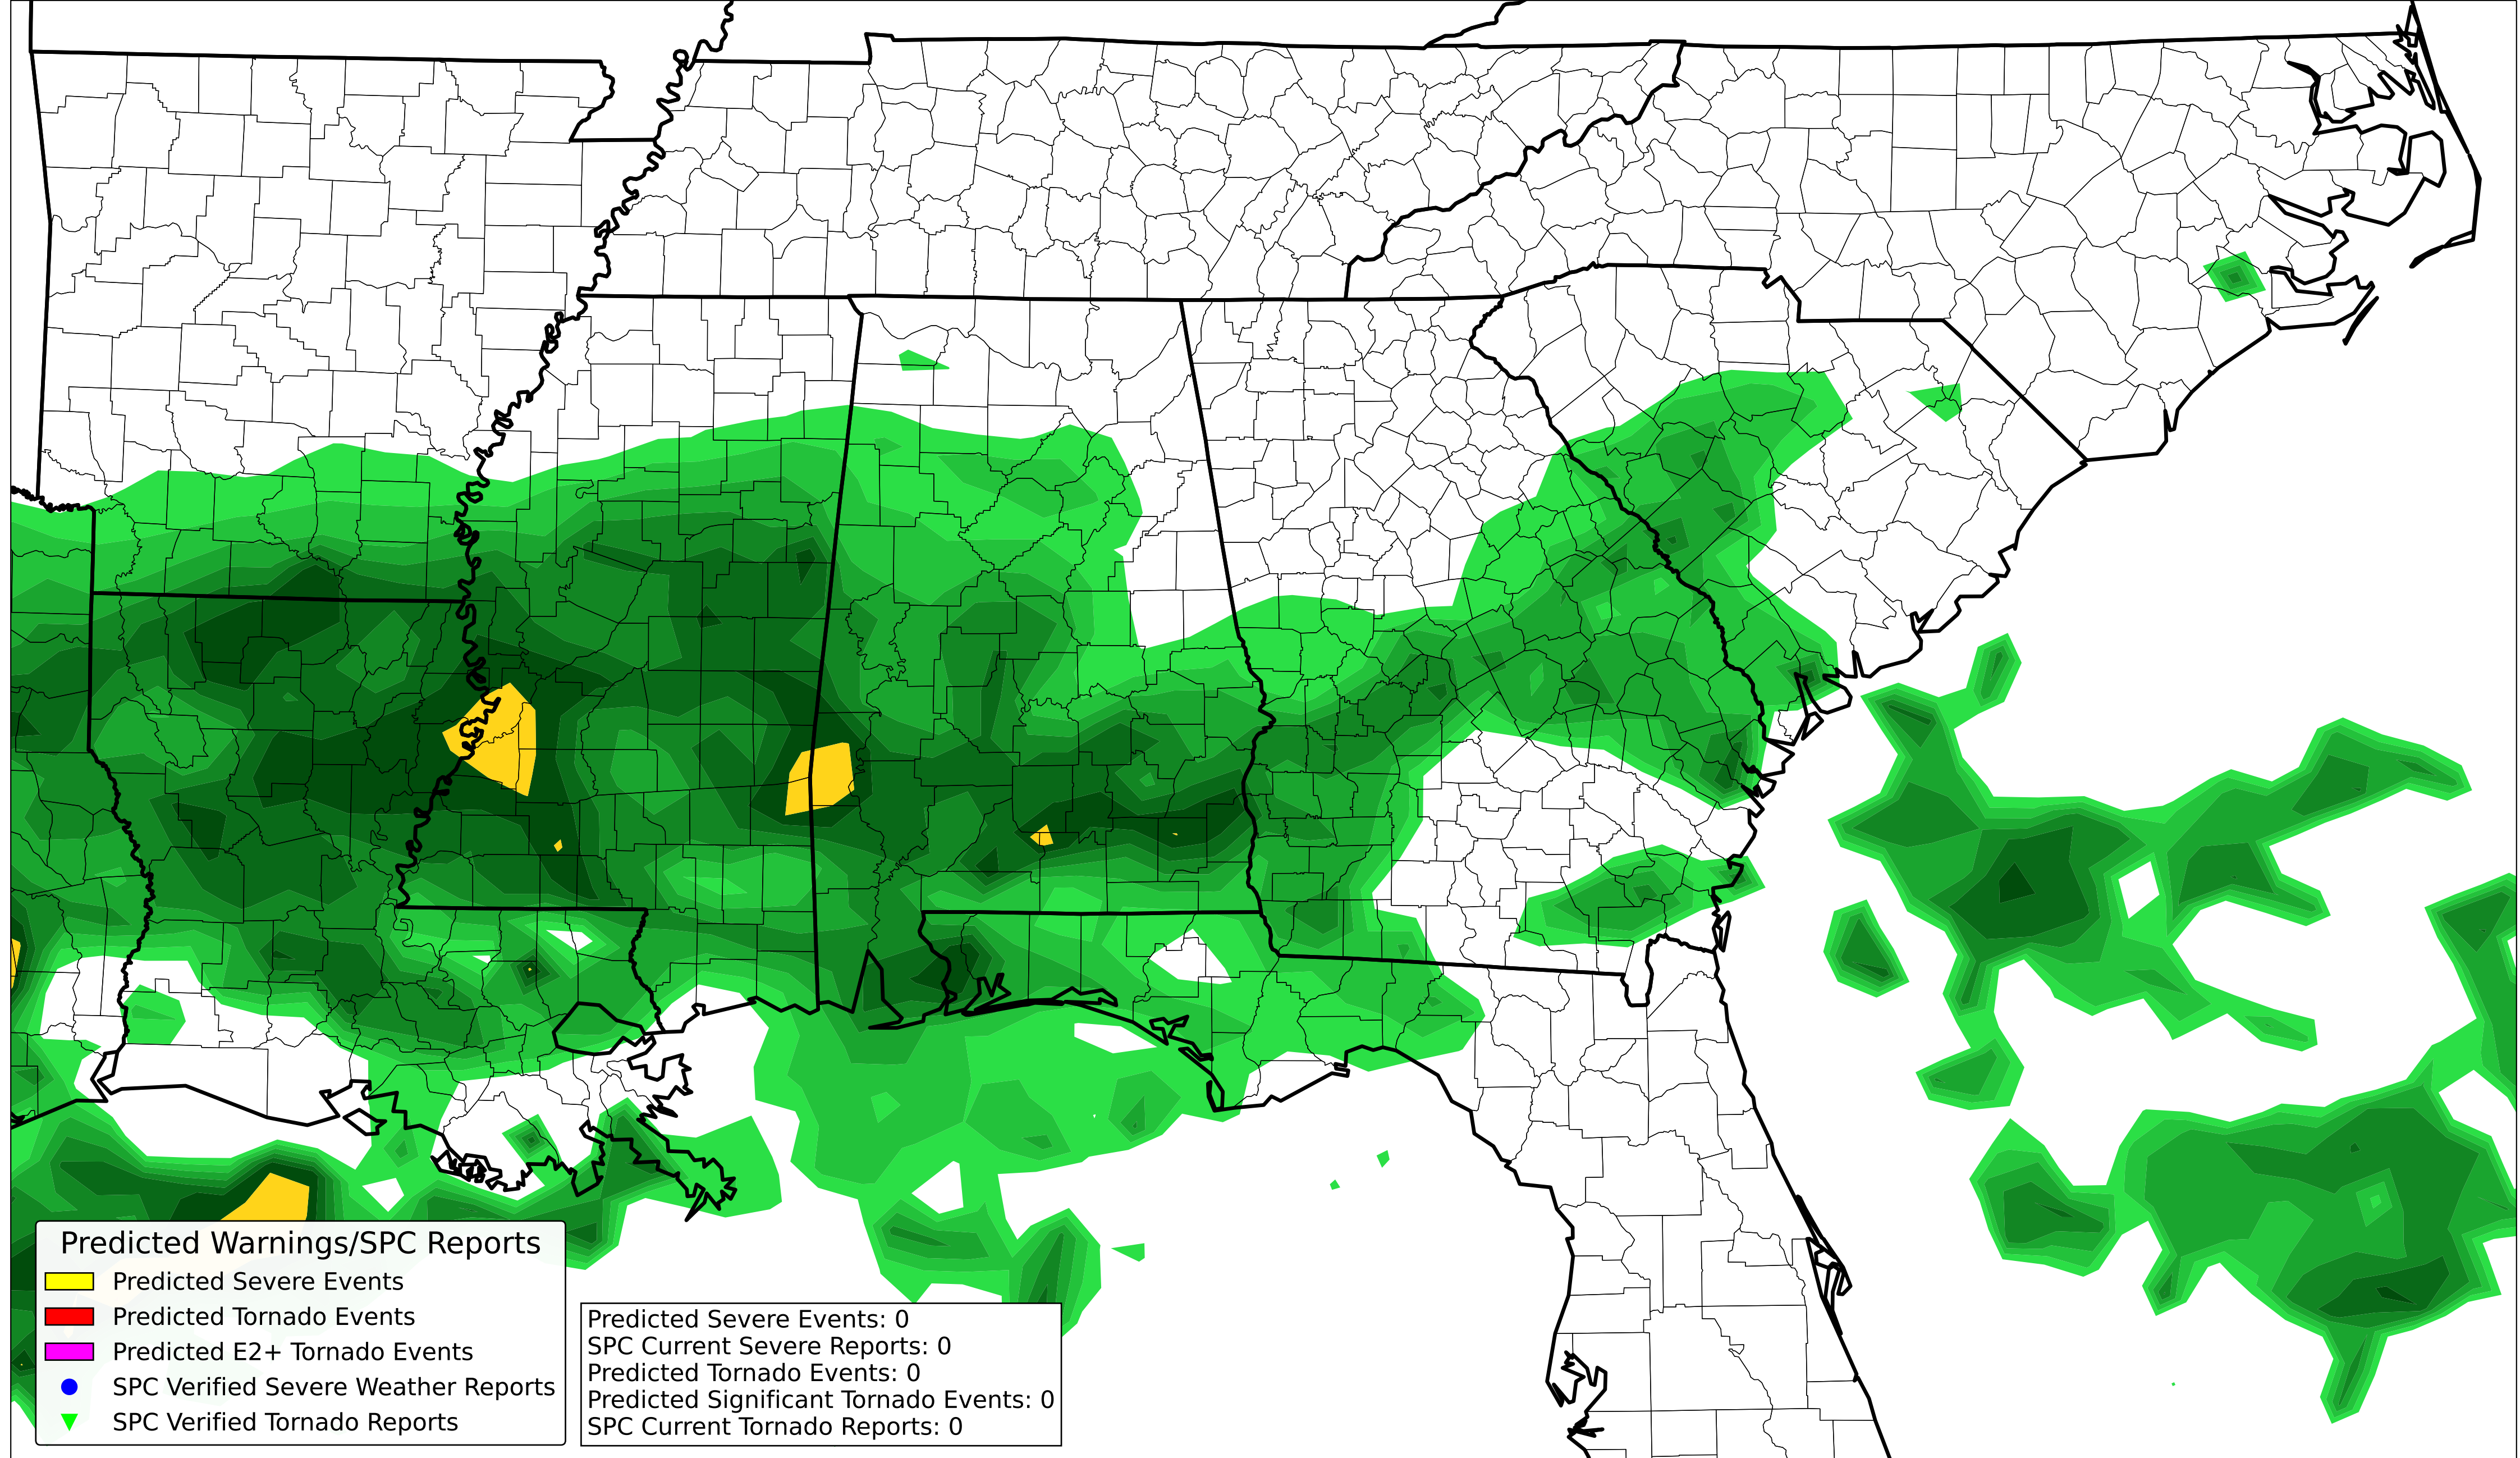 Predicted Warnings/SPC Reports
Predicted Severe Events
Predicted Tornado Events
Predicted E2+ Tornado Events
SPC Verified Severe Weather Reports
SPC Verified Tornado Reports
Predicted Severe Events: 0
SPC Current Severe Reports: 0
Predicted Tornado Events: 0
Predicted Significant Tornado Events: 0
SPC Current Tornado Reports: 0